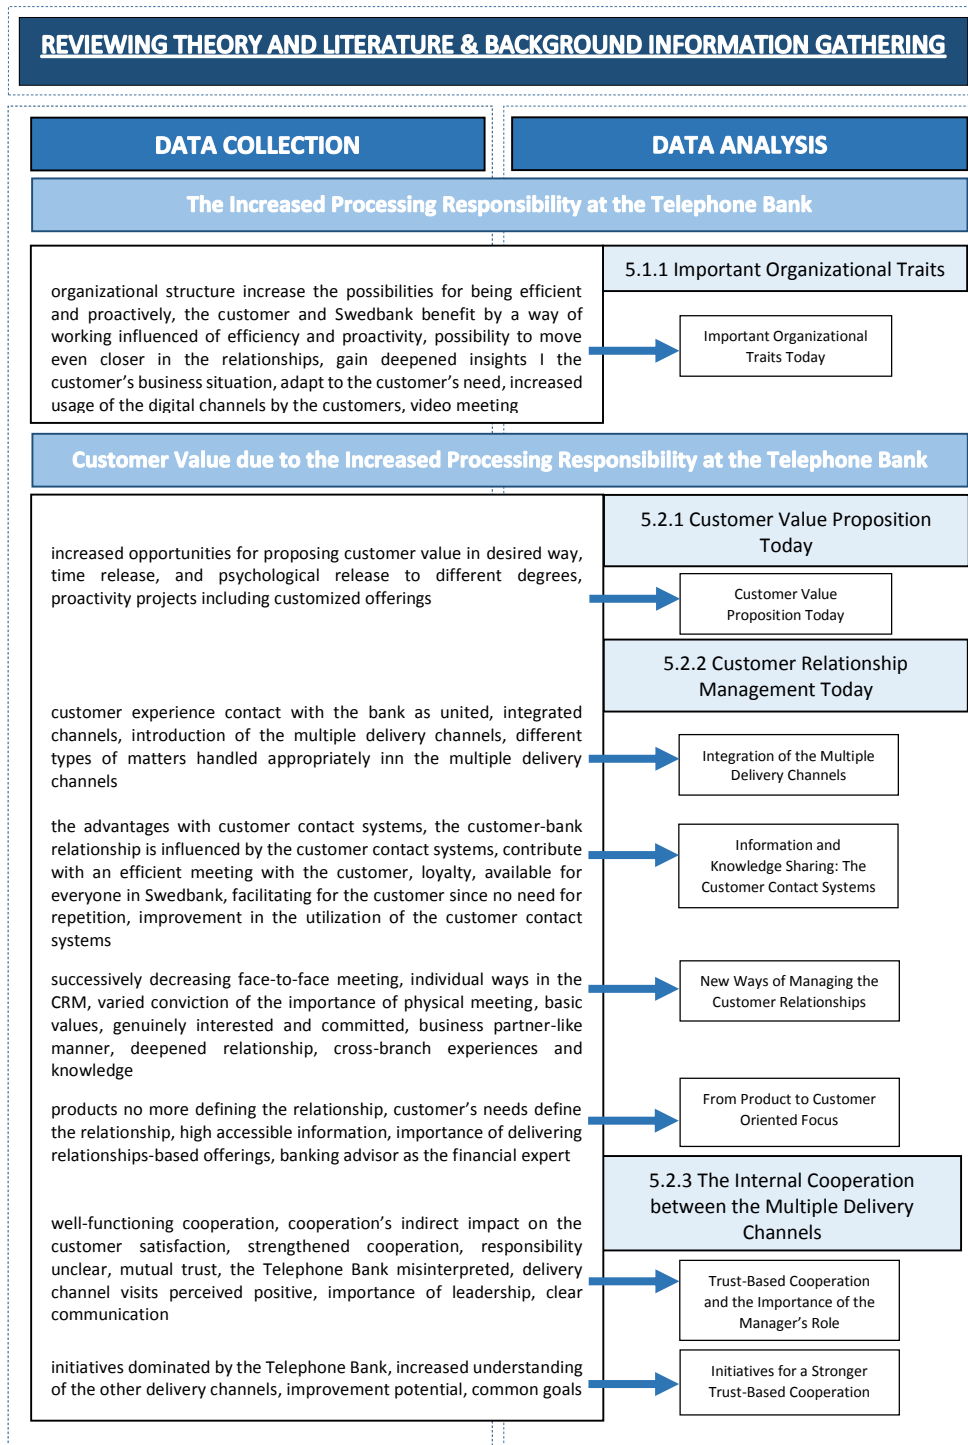 REVIEWING THEORY AND LITERATURE & BACKGROUND INFORMATION GATHERING
DATA COLLECTION
DATA ANALYSIS
The Increased Processing Responsibility at the Telephone Bank
organizational structure increase the possibilities for being efficient
and proactively, the customer and Swedbank benefit by a way of
working influenced of efficiency and proactivity, possibility to move
even closer in the relationships, gain deepened insights I the
customer's business situation, adapt to the customer's need, increased
usage of the digital channels by the customers, video meeting
5.1.1 Important Organizational Traits
Important Organizational
Traits Today
Customer Value due to the Increased Processing Responsibility at the Telephone Bank
increased opportunities for proposing customer value in desired way,
time release, and psychological release to different degrees,
proactivity projects including customized offerings
5.2.1 Customer Value Proposition
Today
Customer Value
Proposition Today
5.2.2 Customer Relationship
Management Today
customer experience contact with the bank as united, integrated
channels, introduction of the multiple delivery channels, different
types of matters handled appropriately inn the multiple delivery
channels
Integration of the Multiple
Delivery Channels
the advantages with customer contact systems, the customer-bank
relationship is influenced by the customer contact systems, contribute
with an efficient meeting with the customer, loyalty, available for
everyone in Swedbank, facilitating for the customer since no need for
repetition, improvement in the utilization of the customer contact
systems
Information and
Knowledge Sharing: The
Customer Contact Systems
successively decreasing face-to-face meeting, individual ways in the
CRM, varied conviction of the importance of physical meeting, basic
values, genuinely interested and committed, business partner-like
manner, deepened relationship, cross-branch experiences and
knowledge
New Ways of Managing the
Customer Relationships
products no more defining the relationship, customer's needs define
the relationship, high accessible information, importance of delivering
relationships-based offerings, banking advisor as the financial expert
From Product to Customer
Oriented Focus
5.2.3 The Internal Cooperation
between the Multiple Delivery
Channels
well-functioning cooperation, cooperation's indirect impact on the
customer satisfaction, strengthened cooperation, responsibility
unclear, mutual trust, the Telephone Bank misinterpreted, delivery
channel visits perceived positive, importance of leadership, clear
communication
Trust-Based Cooperation
and the Importance of the
Manager's Role
initiatives dominated by the Telephone Bank, increased understanding
of the other delivery channels, improvement potential, common goals
Initiatives for a Stronger
Trust-Based Cooperation